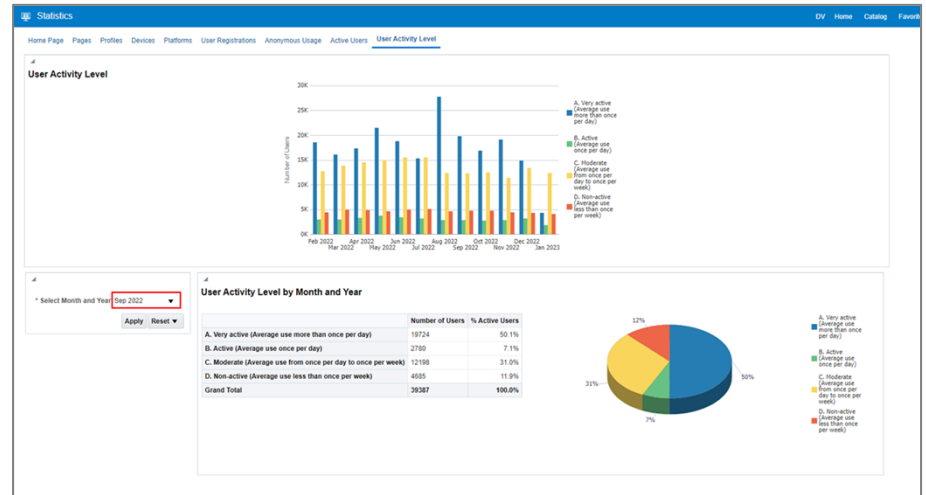 Statistics
DV Home Catalog Favorit
Home Page Pages Profiles Devices Platforms User Registrations Anonymous Usage Active Users User Activity Level
User Activity Level
30K
25K
20K
15K
10K
5K
0K
Number of Users
Feb 2022 Apr 2022 Jun 2022 Aug 2022 Oct 2022 Dec 2022
Mar 2022 May 2022 Jul 2022 Sep 2022 Nov 2022 Jan 2023
A. Very active
(Average use
more than once
per day)
B. Active
(Average use
once per day)
C. Moderate
(Average use
from once per
day to once per
week)
D. Non-active
(Average use
less than once
per week)
* Select Month and Year Sep 2022
Apply Reset
User Activity Level by Month and Year
Number of Users % Active Users
A. Very active (Average use more than once per day) 19724 50.1%
B. Active (Average use once per day) 2780 7.1%
C. Moderate (Average use from once per day to once per week) 12198 31.0%
D. Non-active (Average use less than once per week) 4685 11.9%
Grand Total 39387 100.0%
12%
50%
31%
7%
A. Very active
(Average use
more than once
per day)
B. Active
(Average use
once per day)
C. Moderate
(Average use
from once per
day to once per
week)
D. Non-active
(Average use
less than once
per week)